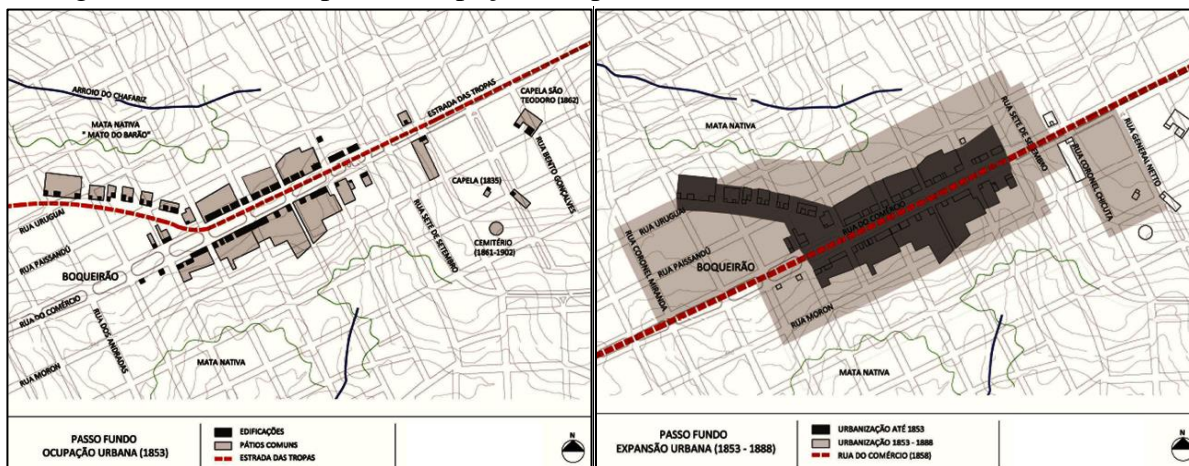 ARROIO DO CHAFARIZ
MATA NATIVA
" MATO DO BARÃO"
ESTRADA DAS TROPAS
CAPELA SÃO
TEODORO (1862)
RUA BENTO GONÇALVES
CAPELA (1835)
RUA SETE DE SETEMBRO
CEMITÉRIO
(1861-1902)
RUA URUGUAI
RUA PAISSANDÚ
BOQUEIRÃO
RUA DO COMÉRCIO
RUA DOS ANDRADAS
RUA MORON
MATA NATIVA
PASSO FUNDO
OCUPAÇÃO URBANA (1853)
EDIFICAÇÕES
PÁTIOS COMUNS
ESTRADA DAS TROPAS
N
MATA NATIVA
RUA SETE DE SETEMBRO
RUA GENERAL NETTO
RUA CORONEL CHICUTA
RUA URUGUAI
RUA DO COMÉRCIO
RUA PAISSANDÚ
BOQUEIRÃO
RUA CORONEL MIRANDA
RUA MORON
MATA NATIVA
PASSO FUNDO
EXPANSÃO URBANA (1853 - 1888)
URBANIZAÇÃO ATÉ 1853
URBANIZAÇÃO 1853 - 1888
RUA DO COMÉRCIO (1858)
N